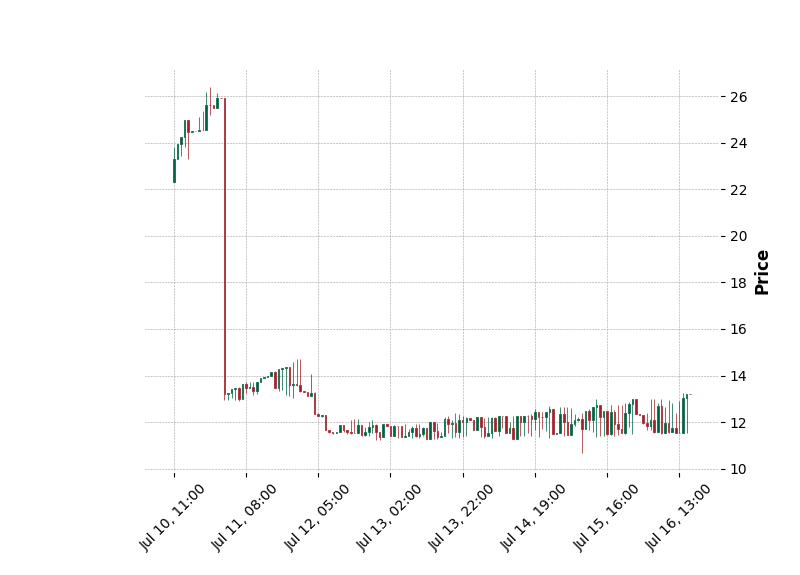 26
24
22
20
18
16
14
12
10
Price
Jul 10, 11:00
Jul 11, 08:00
Jul 12, 05:00
Jul 13, 02:00
Jul 13, 22:00
Jul 14, 19:00
Jul 15, 16:00
Jul 16, 13:00